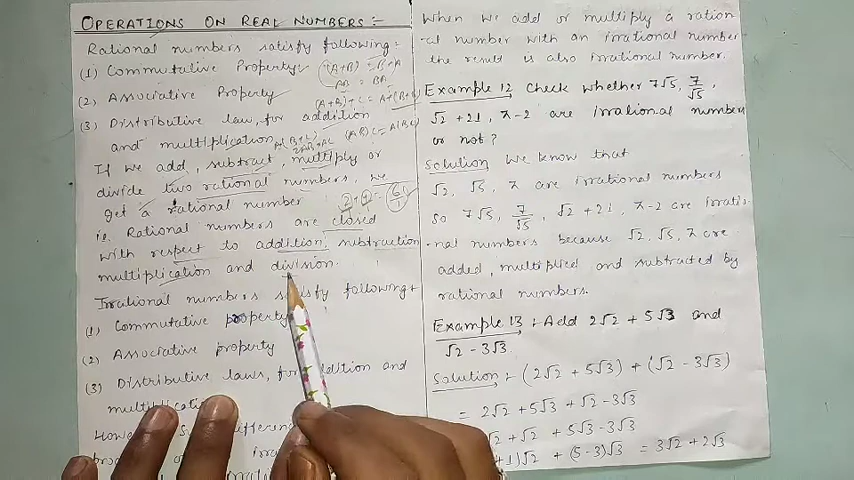 OPERATIONS ON REAL NUMBERS :-
Rational numbers satisfy following :-
(1) Commutative Property (A+B) = B+A
AB = BA
(2) Associative Property
(A+B)+C = A+(B+C)
(3) Distributive law, for addition
and multiplication A(B+C) (AB)C = A(BC)
AB+AC
If we add, subtract, multiply or
divide two rational numbers, we
get a rational number
i.e. Rational numbers are closed
with respect to addition, subtraction
multiplication and division.
Irrational numbers satisfy following :-
(1) Commutative property
(2) Associative property
(3) Distributive laws, for addition and
When we add or multiply a ration
-al number with an irrational number
the result is also irrational number.
Example 12 Check whether 7√5, 7/√5,
√2 + 21, π-2 are irrational numbers
or not?
Solution We know that
√2, √5, π are irrational numbers
So 7√5, 7/√5, √2 + 21, π-2 are irratio
-nal numbers because √2, √5, π are
added, multiplied and subtracted by
rational numbers.
Example 13 :- Add 2√2 + 5√3 and
√2 - 3√3.
Solution :- (2√2 + 5√3) + (√2 - 3√3)
= 2√2 + 5√3 + √2 - 3√3
√2 + √2 + 5√3 - 3√3
+1)√2 + (5-3)√3 = 3√2 + 2√3